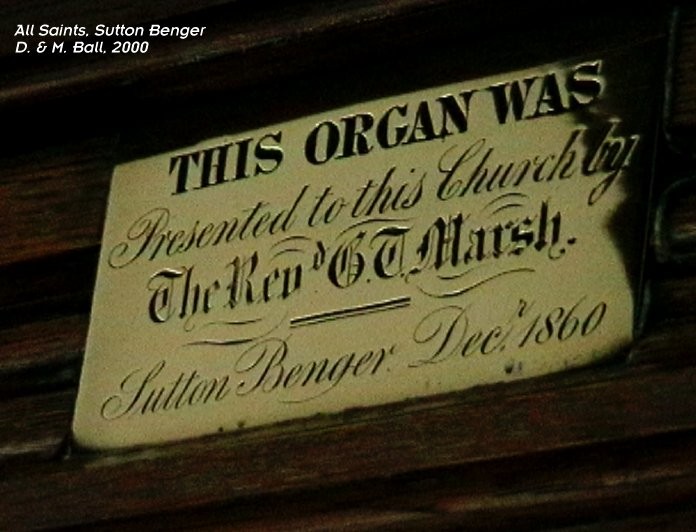 All Saints, Sutton Benger
D. & M. Ball, 2000
THIS ORGAN WAS
Presented to this Church by
The Revd G.T. Marsh.
Sutton Benger. Decr. 1860